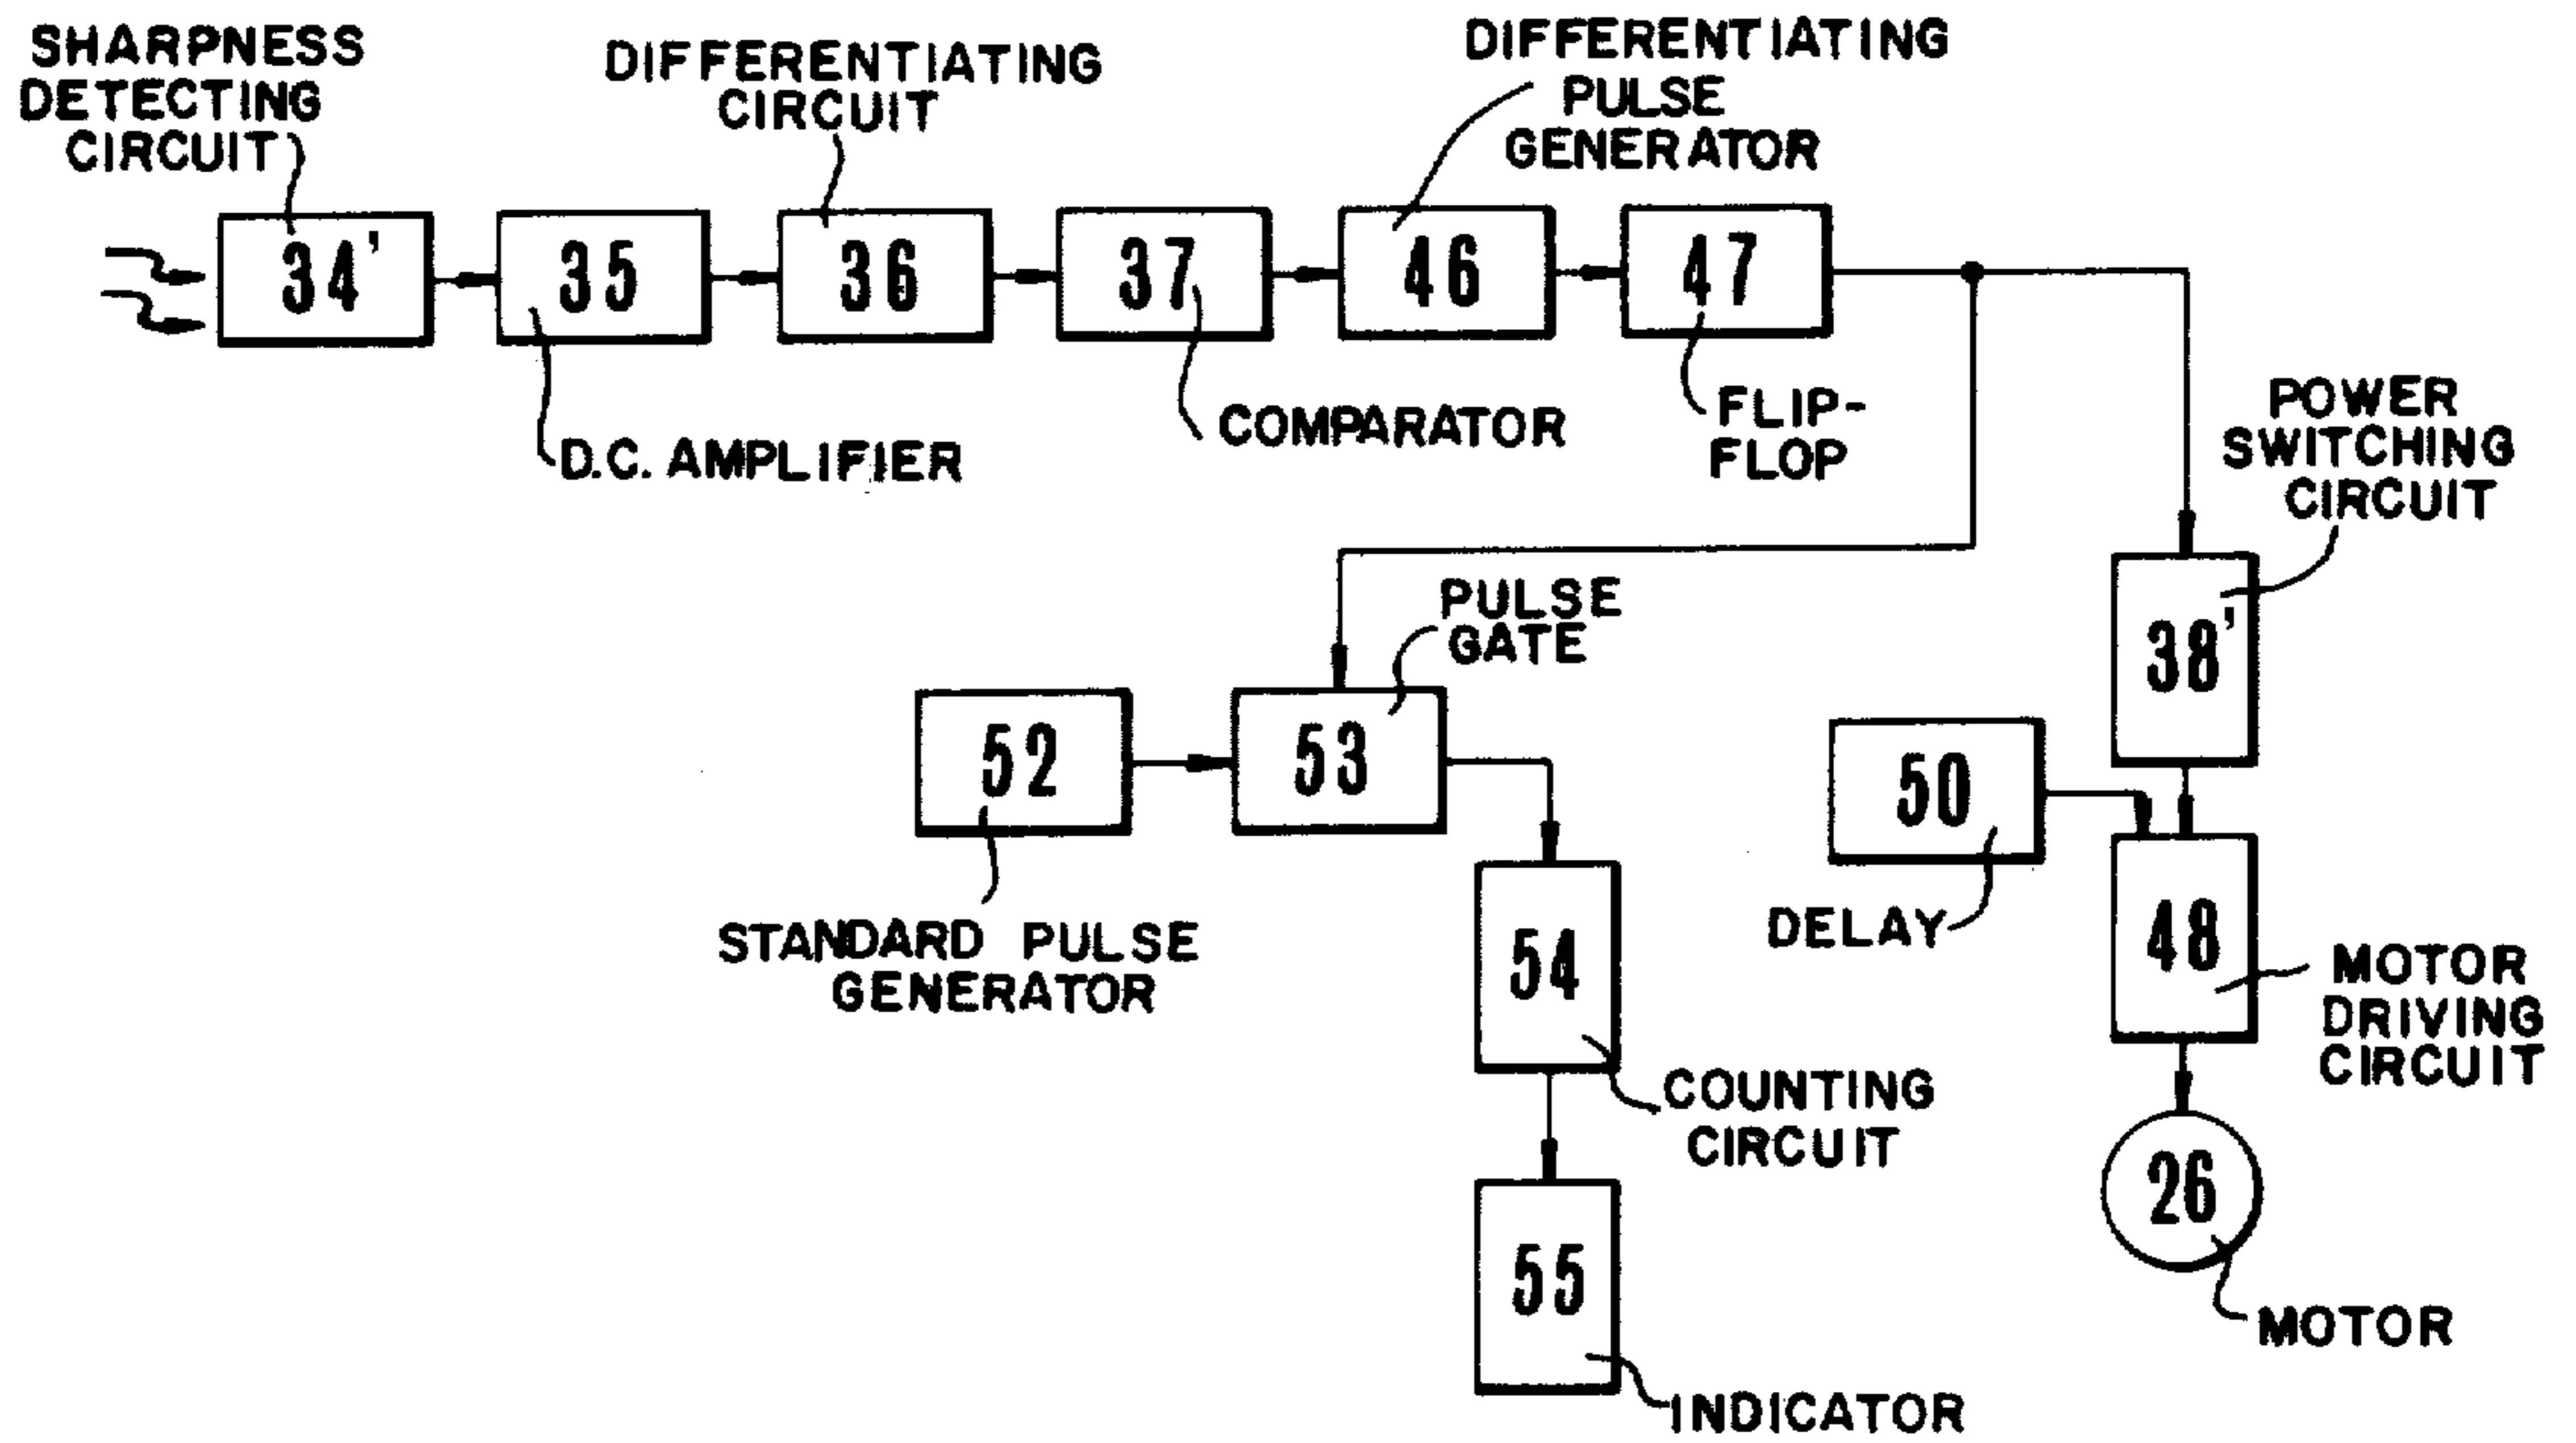 SHARPNESS
DETECTING
CIRCUIT
DIFFERENTIATING
CIRCUIT
DIFFERENTIATING
PULSE
GENERATOR
34'
35
36
37
46
47
D.C. AMPLIFIER
COMPARATOR
FLIP-
FLOP
POWER
SWITCHING
CIRCUIT
38'
PULSE
GATE
52
53
50
STANDARD PULSE
GENERATOR
54
DELAY
48
MOTOR
DRIVING
CIRCUIT
COUNTING
CIRCUIT
26
55
MOTOR
INDICATOR